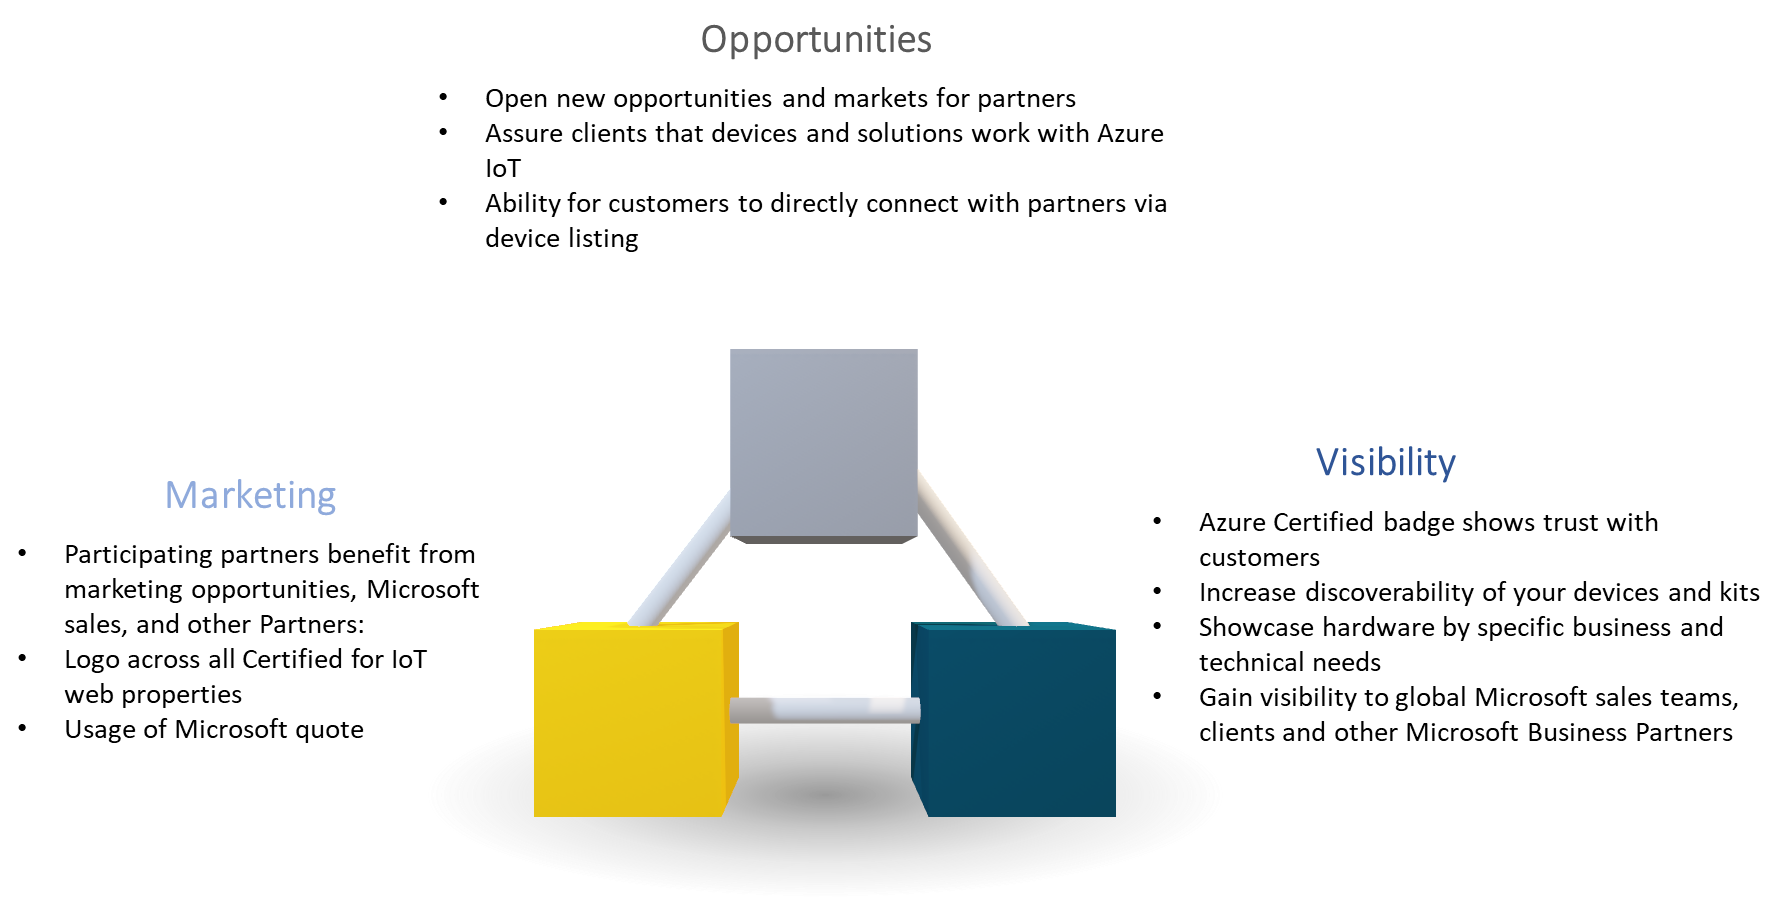 Opportunities
• Open new opportunities and markets for partners
• Assure clients that devices and solutions work with Azure
IoT
• Ability for customers to directly connect with partners via
device listing
Marketing
• Participating partners benefit from
marketing opportunities, Microsoft
sales, and other Partners:
• Logo across all Certified for IoT
web properties
• Usage of Microsoft quote
Visibility
• Azure Certified badge shows trust with
customers
• Increase discoverability of your devices and kits
• Showcase hardware by specific business and
technical needs
• Gain visibility to global Microsoft sales teams,
clients and other Microsoft Business Partners